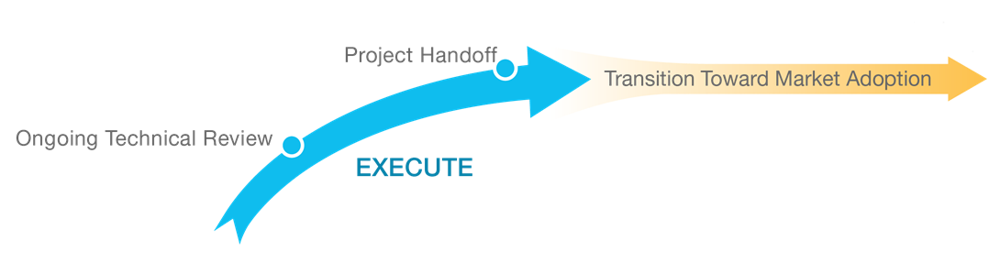 Project Handoff
Transition Toward Market Adoption
Ongoing Technical Review
EXECUTE